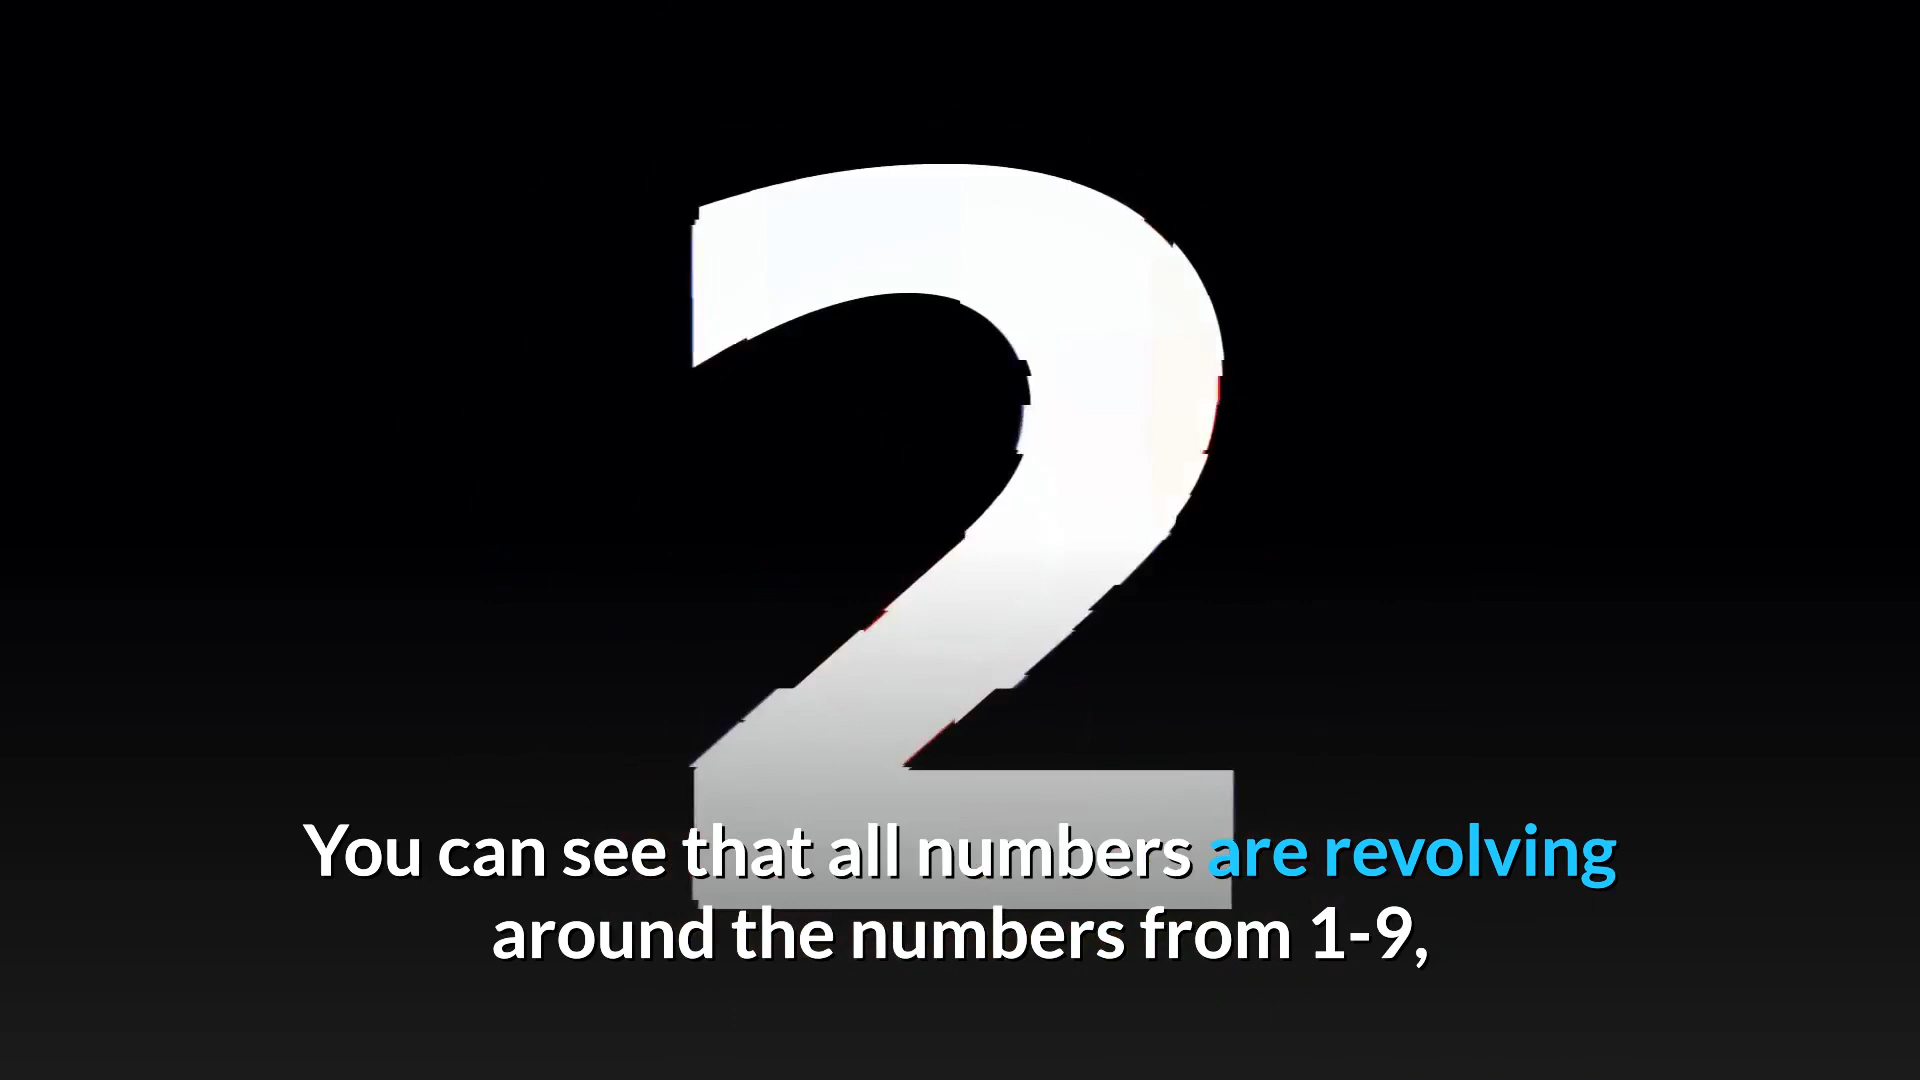 2
You can see that all numbers are revolving
around the numbers from 1-9,